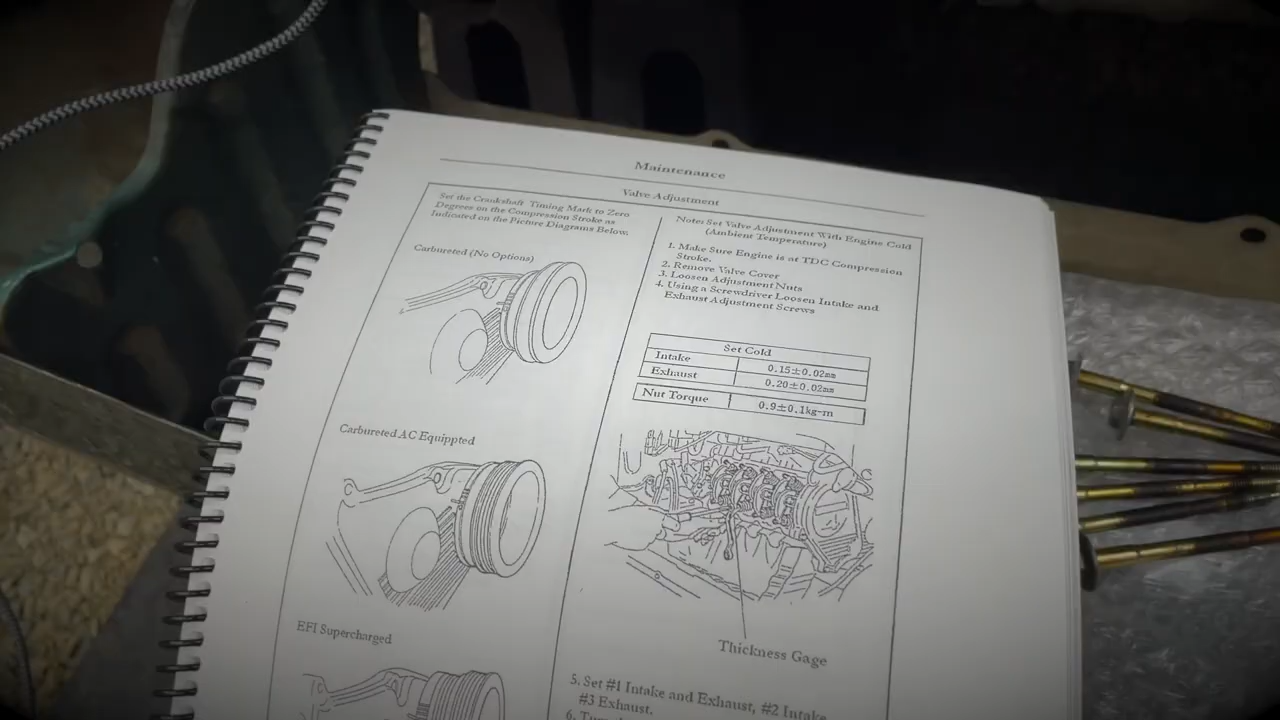 Maintenance
Valve Adjustment
Set the Crankshaft Timing Mark to Zero
Degrees on the Compression Stroke as
Indicated on the Picture Diagrams Below.
Carbureted (No Options)
Carbureted AC Equippted
EFI Supercharged
Note: Set Valve Adjustment With Engine Cold
(Ambient Temperature)
1. Make Sure Engine is at TDC Compression
Stroke.
2. Remove Valve Cover
3. Loosen Adjustment Nuts
4. Using a Screwdriver Loosen Intake and
Exhaust Adjustment Screws
Set Cold
Intake 0.15±0.02mm
Exhaust 0.20±0.02mm
Nut Torque 0.9±0.1kg-m
Thickness Gage
5. Set #1 Intake and Exhaust, #2 Intake
#3 Exhaust.
6.